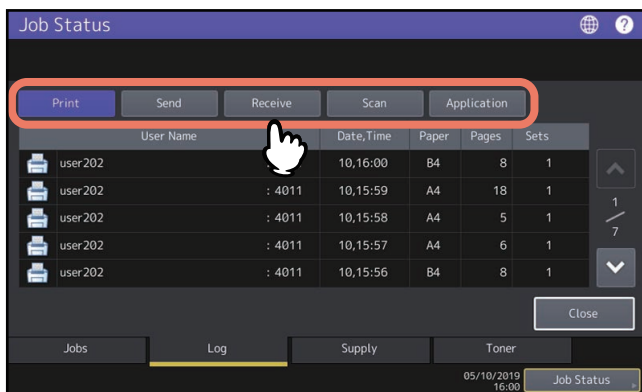 Job Status
?
Print Send Receive Scan Application
User Name Date,Time Paper Pages Sets
user202 : 10,16:00 B4 8 1
user202 : 4011 10,15:59 A4 18 1
user202 : 4011 10,15:58 A4 5 1
user202 : 4011 10,15:57 A4 6 1
user202 : 4011 10,15:56 B4 8 1
1
7
Close
Jobs Log Supply Toner
05/10/2019
16:00
Job Status